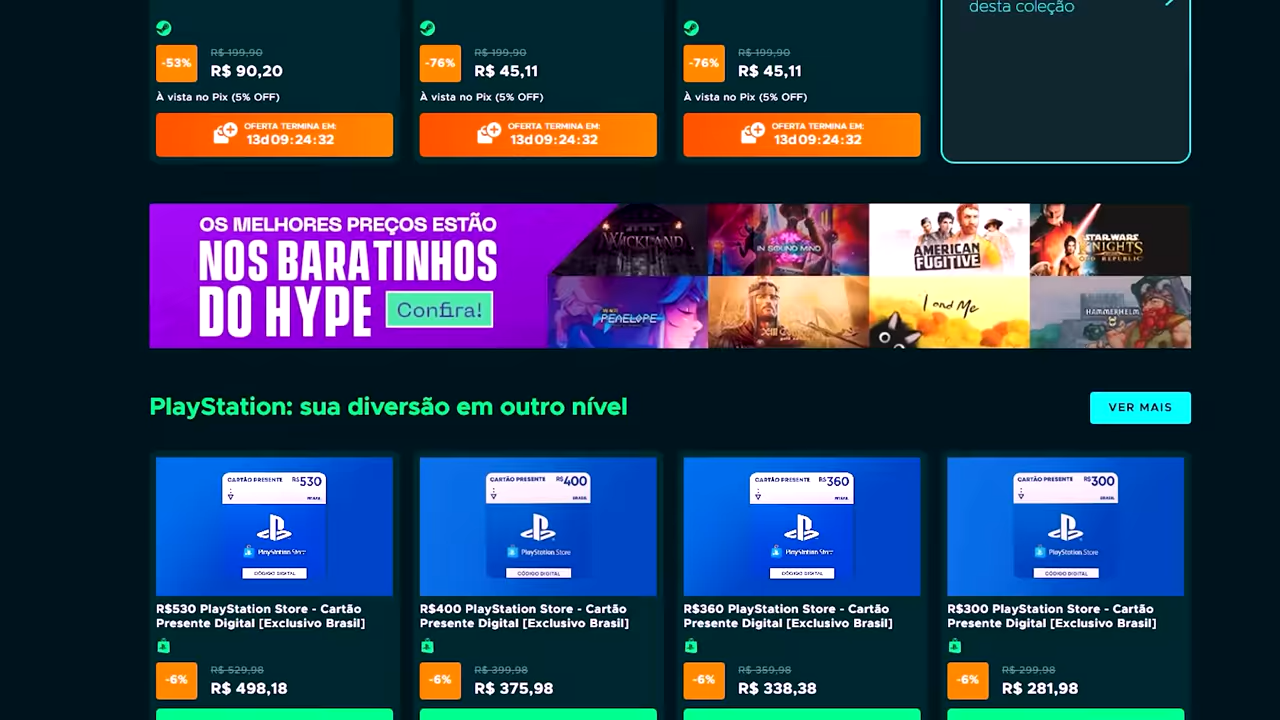 desta coleção
-53%
R$ 199,90
R$ 90,20
À vista no Pix (5% OFF)
OFERTA TERMINA EM:
13d09:24:32
-76%
R$ 199,90
R$ 45,11
À vista no Pix (5% OFF)
OFERTA TERMINA EM:
13d09:24:32
-76%
R$ 199,90
R$ 45,11
À vista no Pix (5% OFF)
OFERTA TERMINA EM:
13d09:24:32
OS MELHORES PREÇOS ESTÃO
NOS BARATINHOS
DO HYPE
Confira!
WICKLAND
IN SOUND MIND
AMERICAN
FUGITIVE
STAR WARS
KNIGHTS
OLD REPUBLIC
PENELOPE
I and Me
HAMMERHELM
PlayStation: sua diversão em outro nível
VER MAIS
CARTÃO PRESENTE R$530
BRASIL
PlayStation Store
CÓDIGO DIGITAL
R$530 PlayStation Store - Cartão
Presente Digital [Exclusivo Brasil]
-6%
R$ 529,98
R$ 498,18
CARTÃO PRESENTE R$400
BRASIL
PlayStation Store
CÓDIGO DIGITAL
R$400 PlayStation Store - Cartão
Presente Digital [Exclusivo Brasil]
-6%
R$ 399,98
R$ 375,98
CARTÃO PRESENTE R$360
BRASIL
PlayStation Store
CÓDIGO DIGITAL
R$360 PlayStation Store - Cartão
Presente Digital [Exclusivo Brasil]
-6%
R$ 359,98
R$ 338,38
CARTÃO PRESENTE R$300
BRASIL
PlayStation Store
CÓDIGO DIGITAL
R$300 PlayStation Store - Cartão
Presente Digital [Exclusivo Brasil]
-6%
R$ 299,98
R$ 281,98